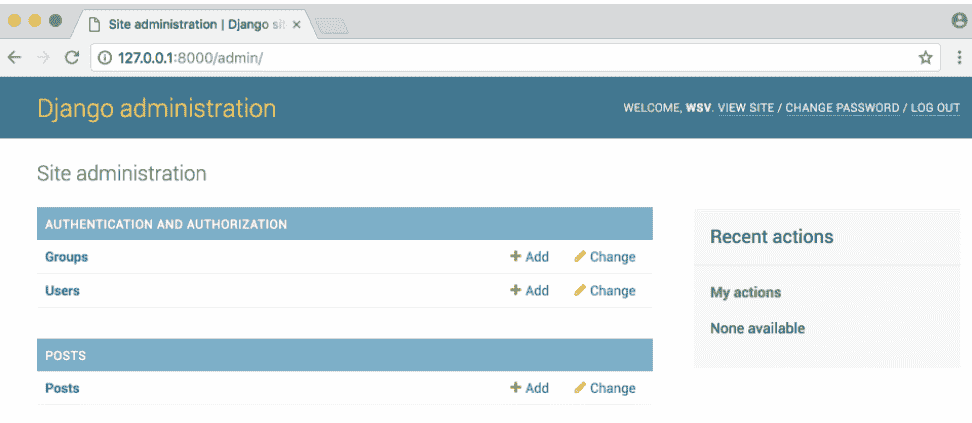 Site administration | Django sit
127.0.0.1:8000/admin/
Django administration
WELCOME, WSV. VIEW SITE / CHANGE PASSWORD / LOG OUT
Site administration
AUTHENTICATION AND AUTHORIZATION
Groups + Add Change
Users + Add Change
POSTS
Posts + Add Change
Recent actions
My actions
None available